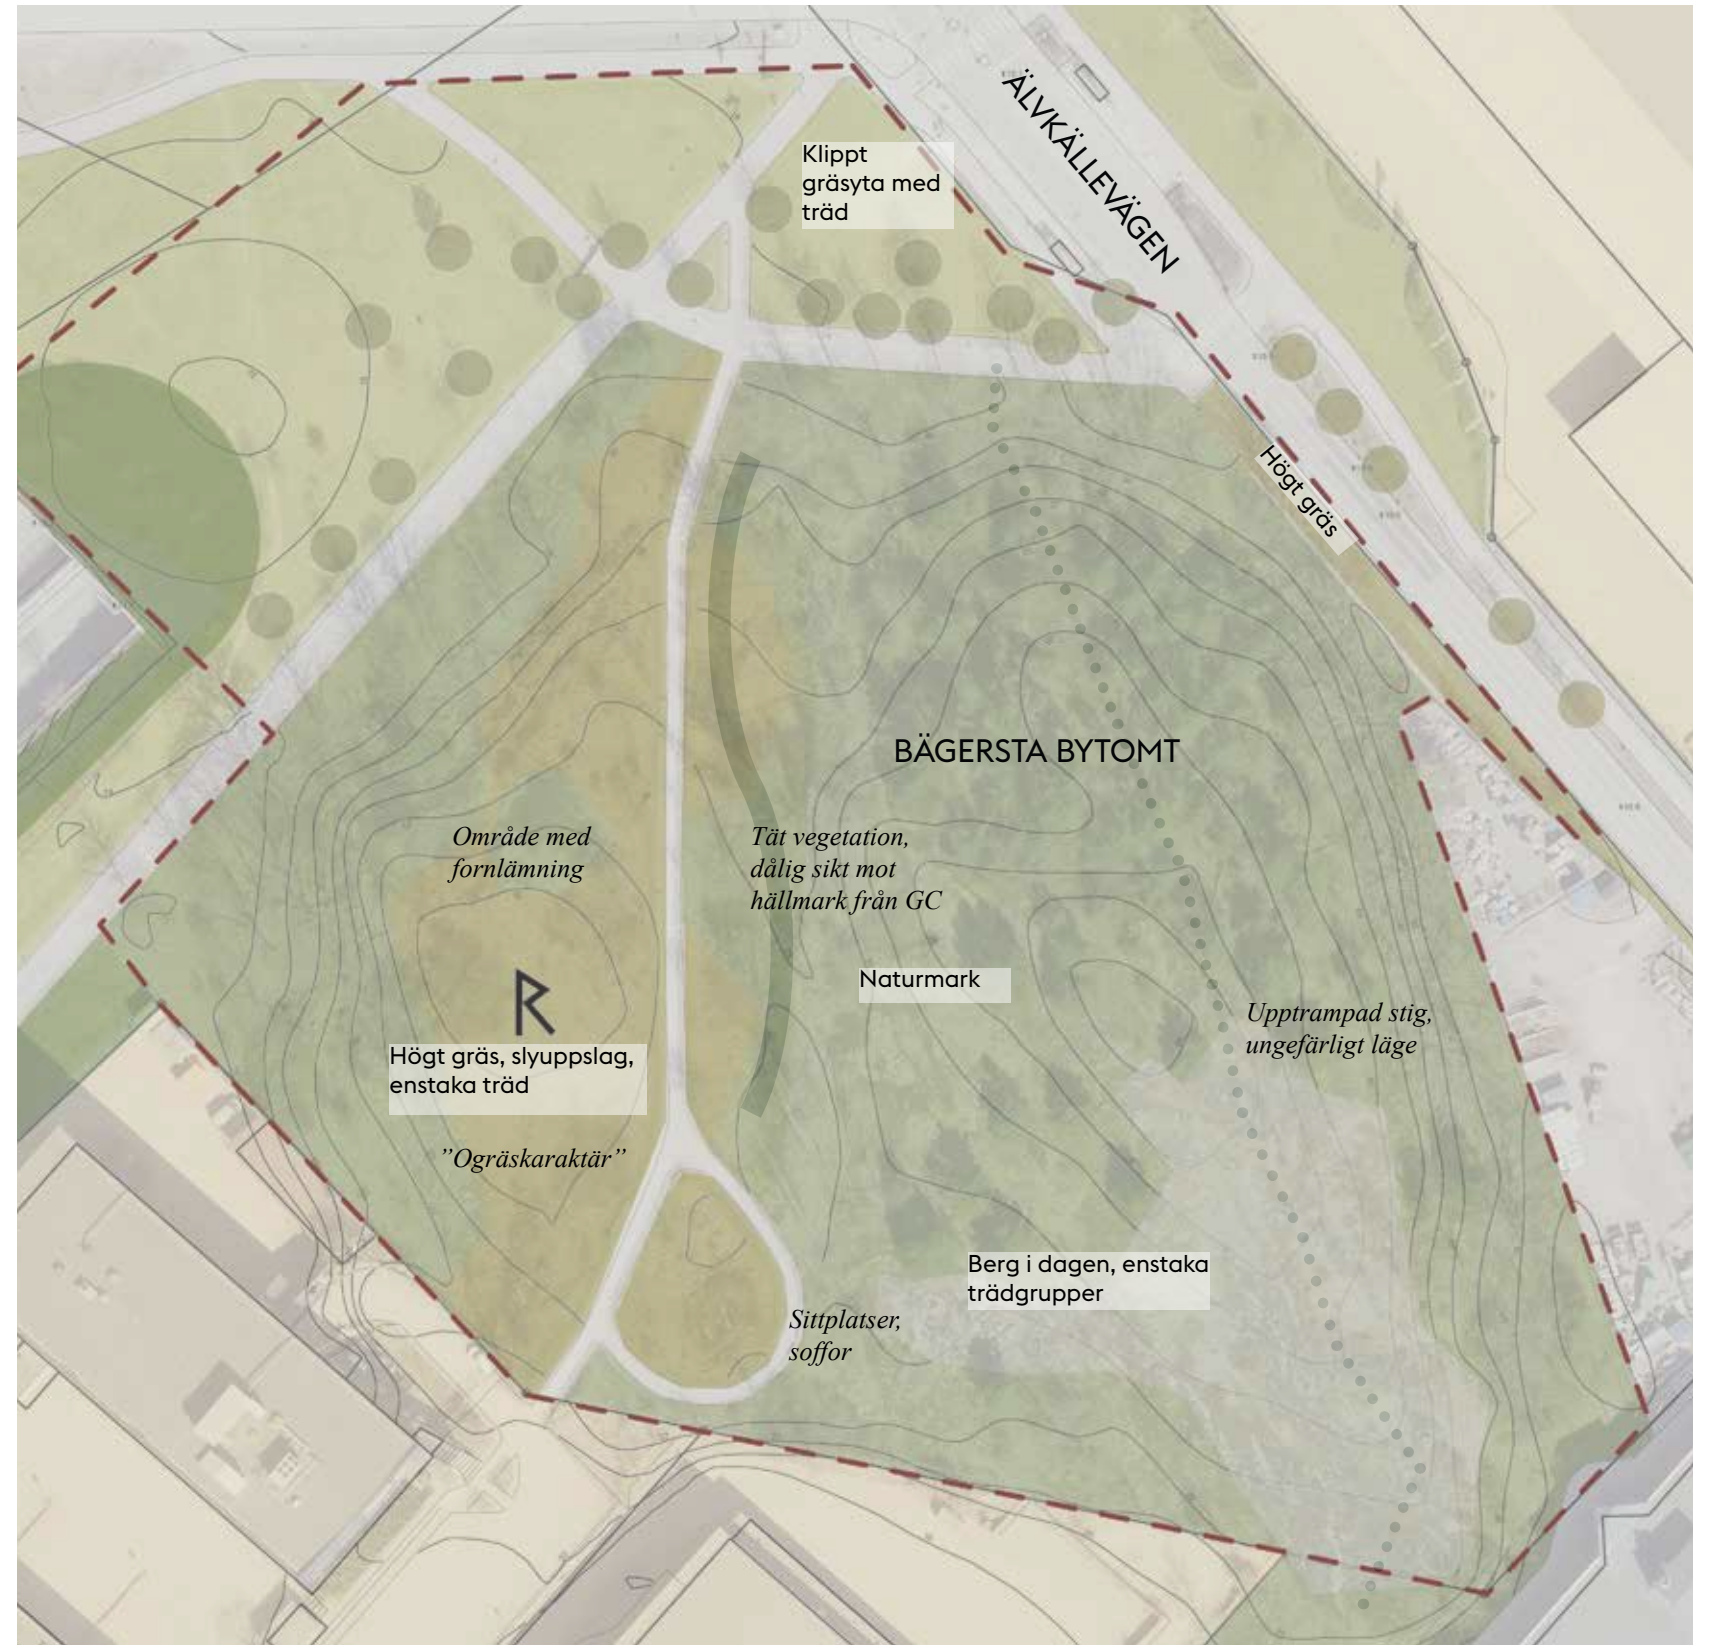 ÄLVKÄLLEVÄGEN
Klippt
gräsyta med
träd
Högt gräs
BÄGERSTA BYTOMT
Område med
fornlämning
Tät vegetation,
dålig sikt mot
hällmark från GC
Naturmark
Upptrampad stig,
ungefärligt läge
R
Högt gräs, slyuppslag,
enstaka träd
”Ogräskaraktär”
Berg i dagen, enstaka
trädgrupper
Sittplatser,
soffor